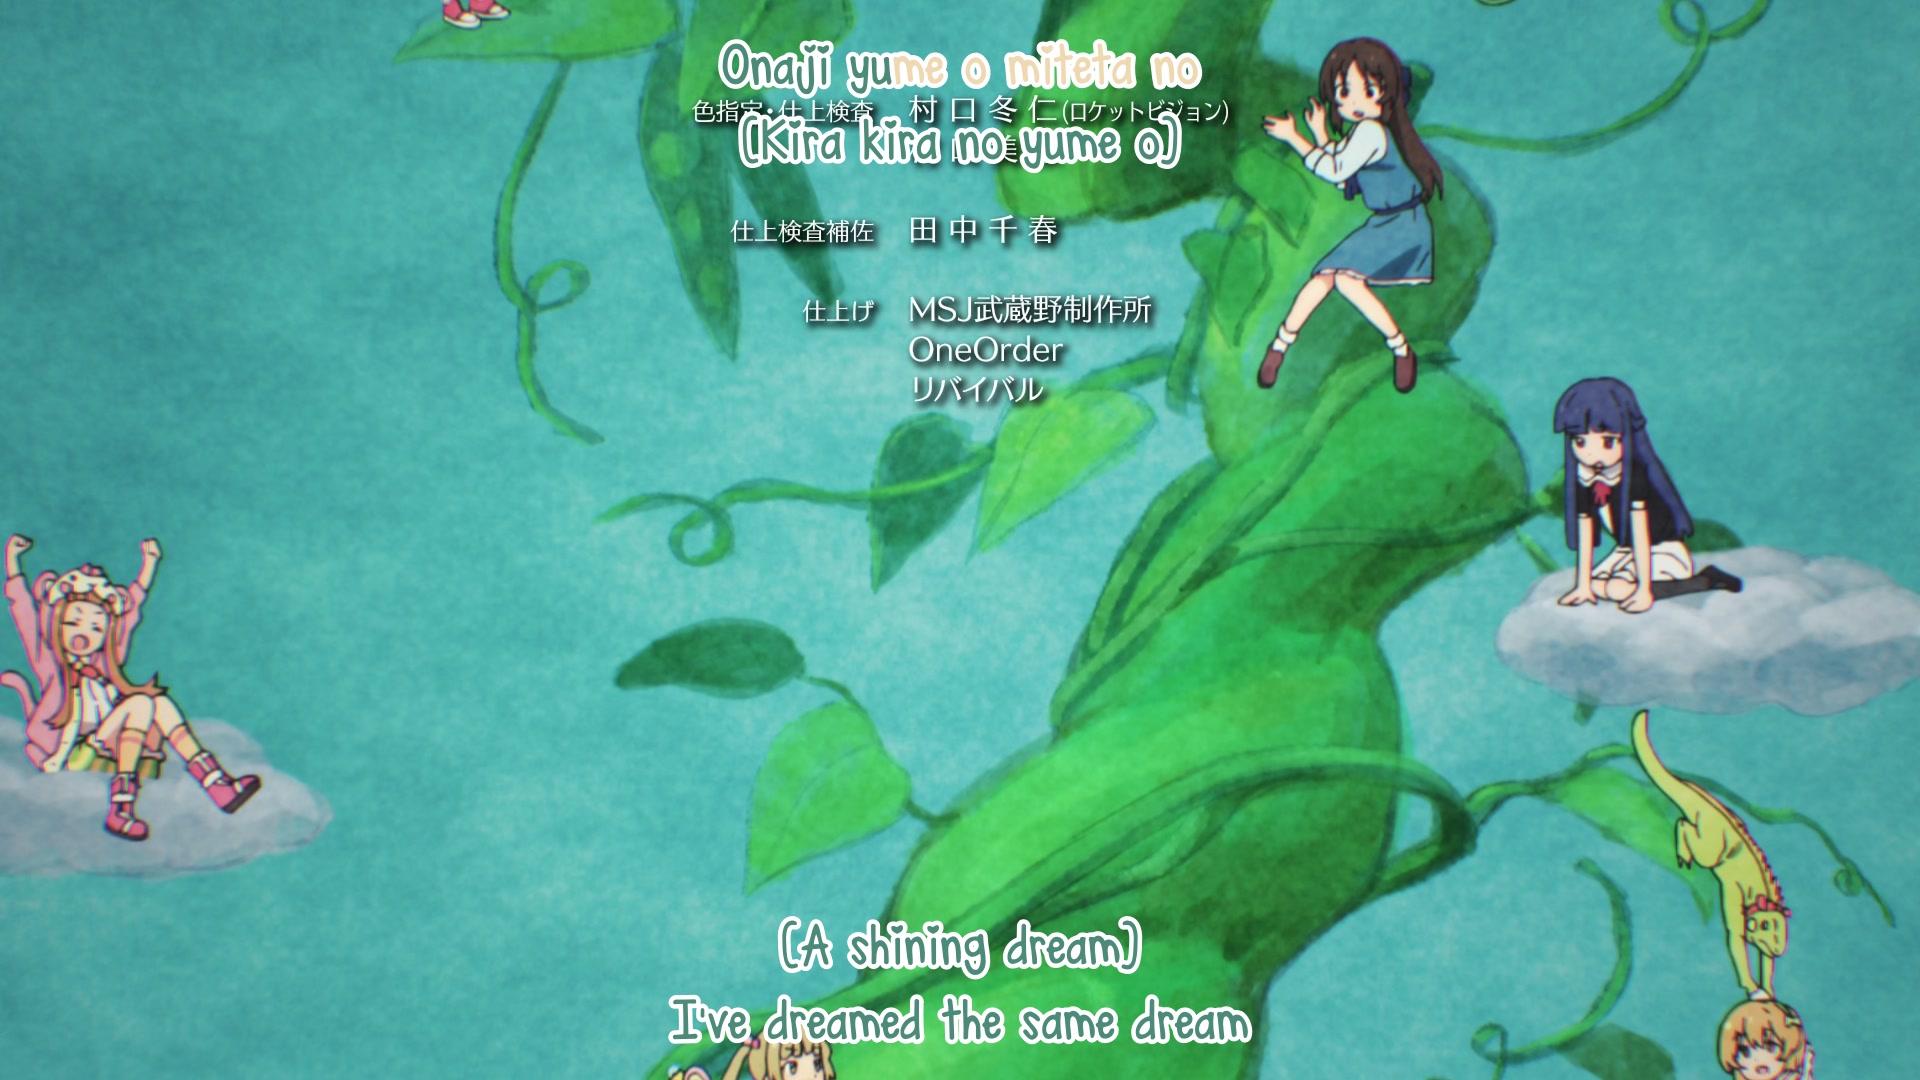 Onaji yume o miteta no
色指定・仕上検査 村口冬仁(ロケットビジョン)
(Kira kira no yume o)
仕上検査補佐 田中千春
仕上げ MSJ武蔵野制作所
OneOrder
リバイバル
(A shining dream)
I've dreamed the same dream